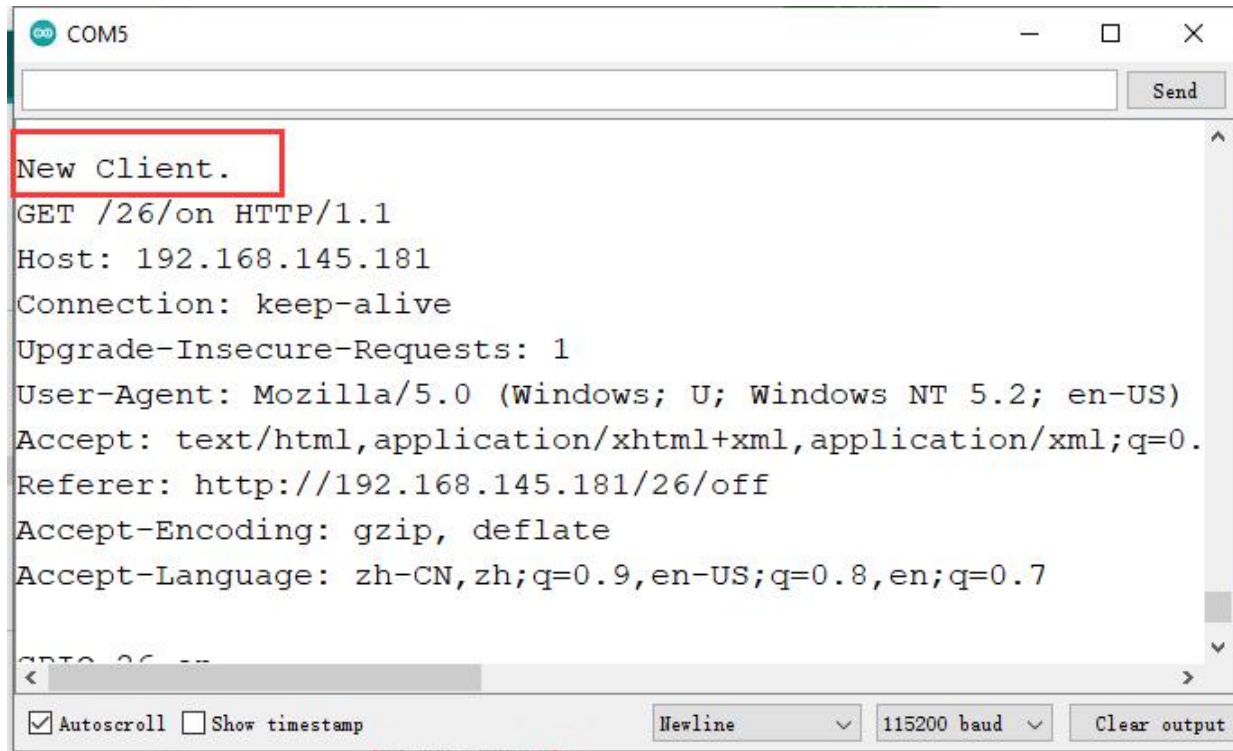 COM5
Send
New Client.
GET /26/on HTTP/1.1
Host: 192.168.145.181
Connection: keep-alive
Upgrade-Insecure-Requests: 1
User-Agent: Mozilla/5.0 (Windows; U; Windows NT 5.2; en-US)
Accept: text/html,application/xhtml+xml,application/xml;q=0.
Referer: http://192.168.145.181/26/off
Accept-Encoding: gzip, deflate
Accept-Language: zh-CN,zh;q=0.9,en-US;q=0.8,en;q=0.7
Autoscroll Show timestamp Newline 115200 baud Clear output